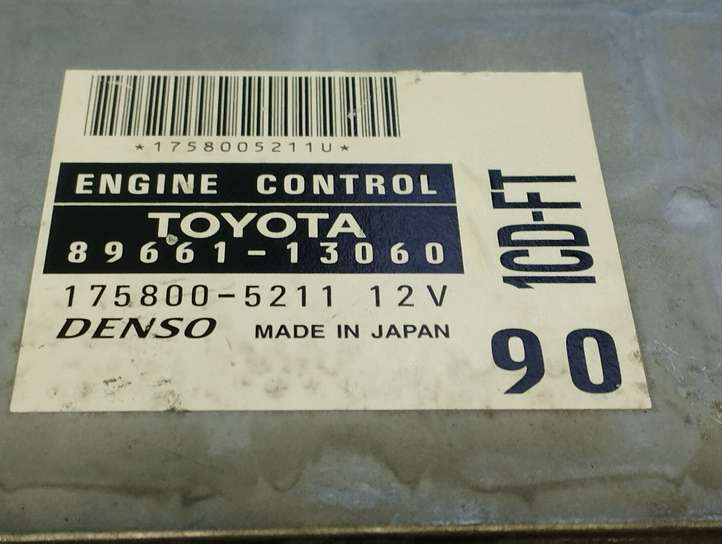 *1758005211U*
ENGINE CONTROL
TOYOTA
89661-13060
175800-5211 12V
DENSO MADE IN JAPAN
1CD-FT
90